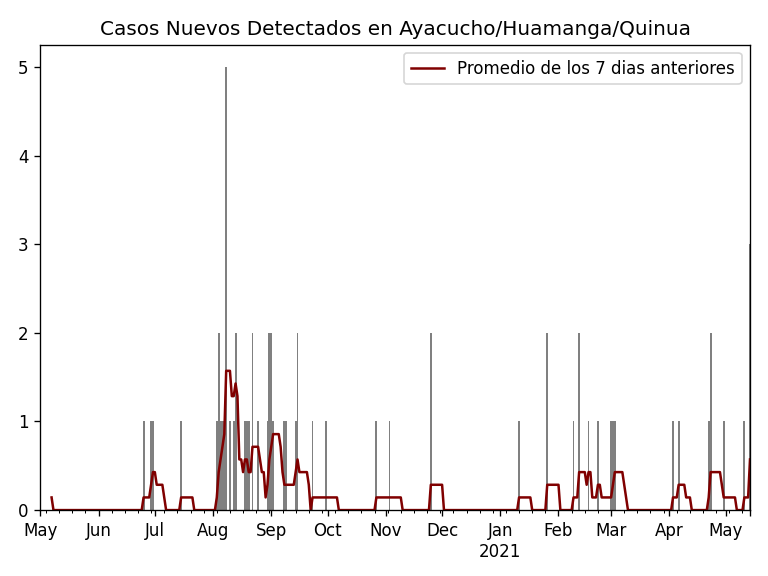 Casos Nuevos Detectados en Ayacucho/Huamanga/Quinua
Promedio de los 7 dias anteriores
5
4
3
2
1
0
May Jun Jul Aug Sep Oct Nov Dec Jan Feb Mar Apr May
2021